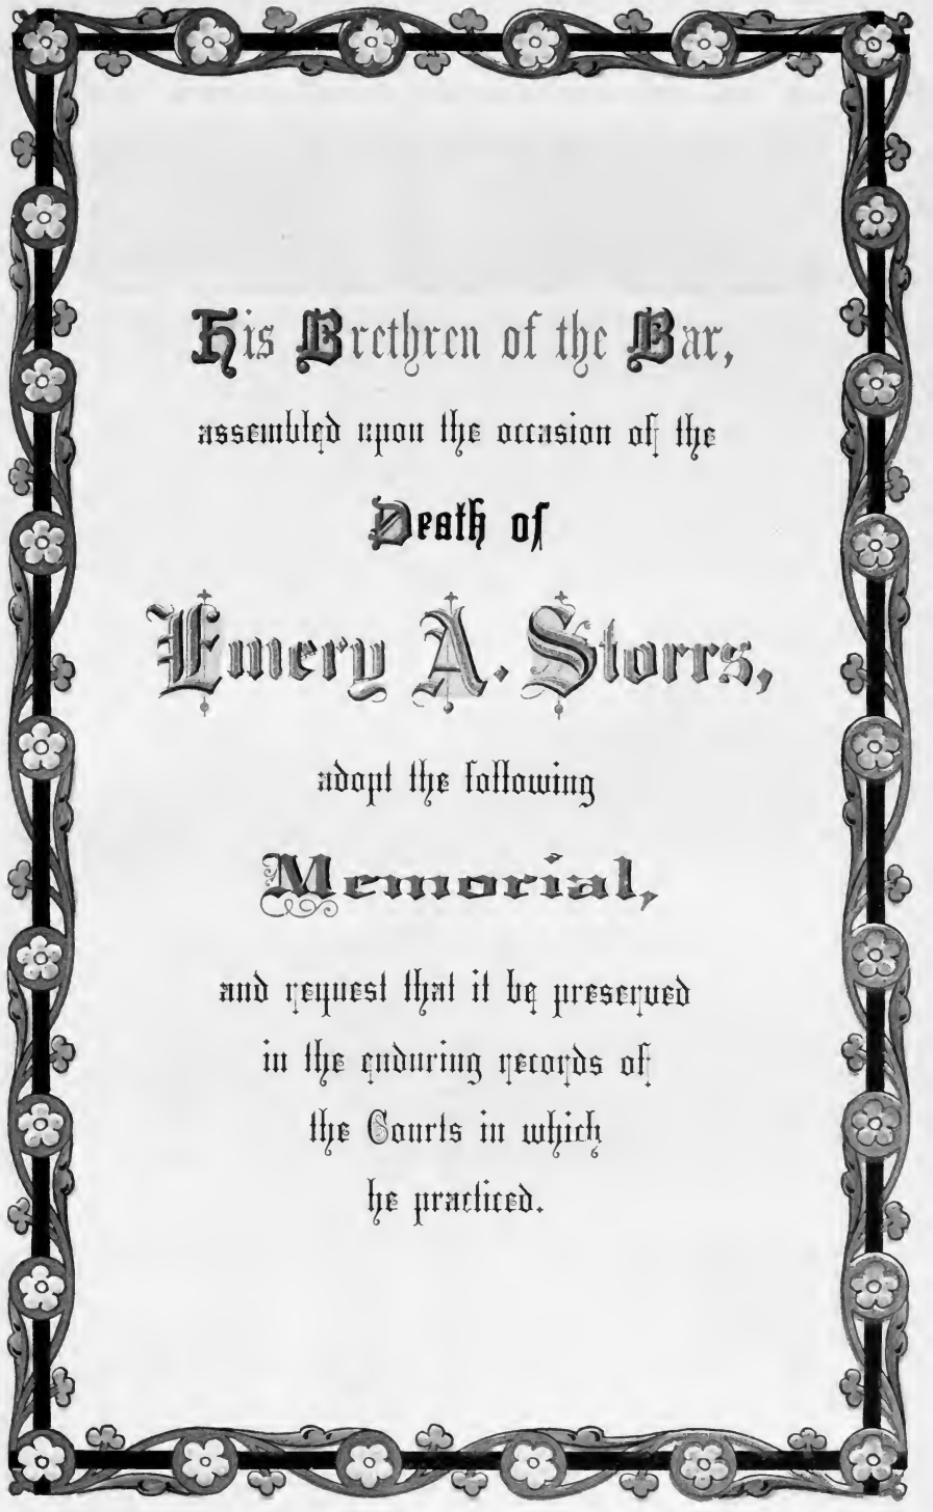 His Brethren of the Bar,
assembled upon the occasion of the
Death of
Emery A. Storrs,
adopt the following
Memorial,
and request that it be preserved
in the enduring records of
the Courts in which
he practiced.